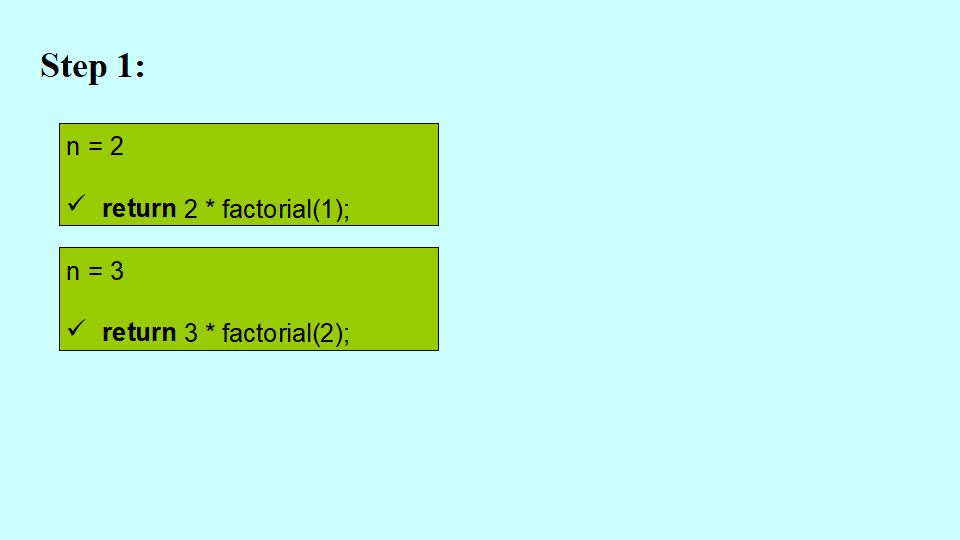 Step 1:
n = 2
✓ return 2 * factorial(1);
n = 3
✓ return 3 * factorial(2);